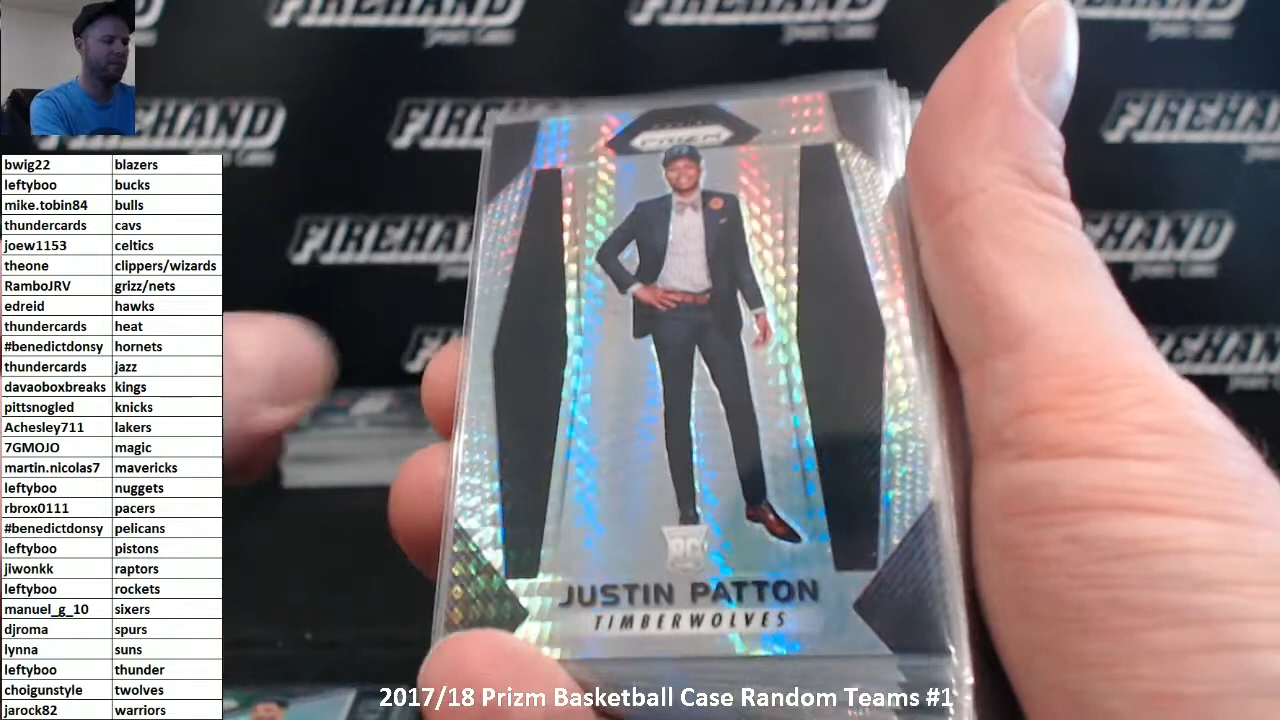 FIREHAND
FIREHAND
FIREHAND
FIREHAND
FIREHAND
FIREHAND
bwig22 blazers
leftyboo bucks
mike.tobin84 bulls
thundercards cavs
joew1153 celtics
theone clippers/wizards
RamboJRV grizz/nets
edreid hawks
thundercards heat
#benedictdonsy hornets
thundercards jazz
davaoboxbreaks kings
pittsnogled knicks
Achesley711 lakers
7GMOJO magic
martin.nicolas7 mavericks
leftyboo nuggets
rbrox0111 pacers
#benedictdonsy pelicans
leftyboo pistons
jiwonkk raptors
leftyboo rockets
manuel_g_10 sixers
djroma spurs
lynna suns
leftyboo thunder
choigunstyle twolves
jarock82 warriors
PRIZM
RC
JUSTIN PATTON
TIMBERWOLVES
2017/18 Prizm Basketball Case Random Teams #1